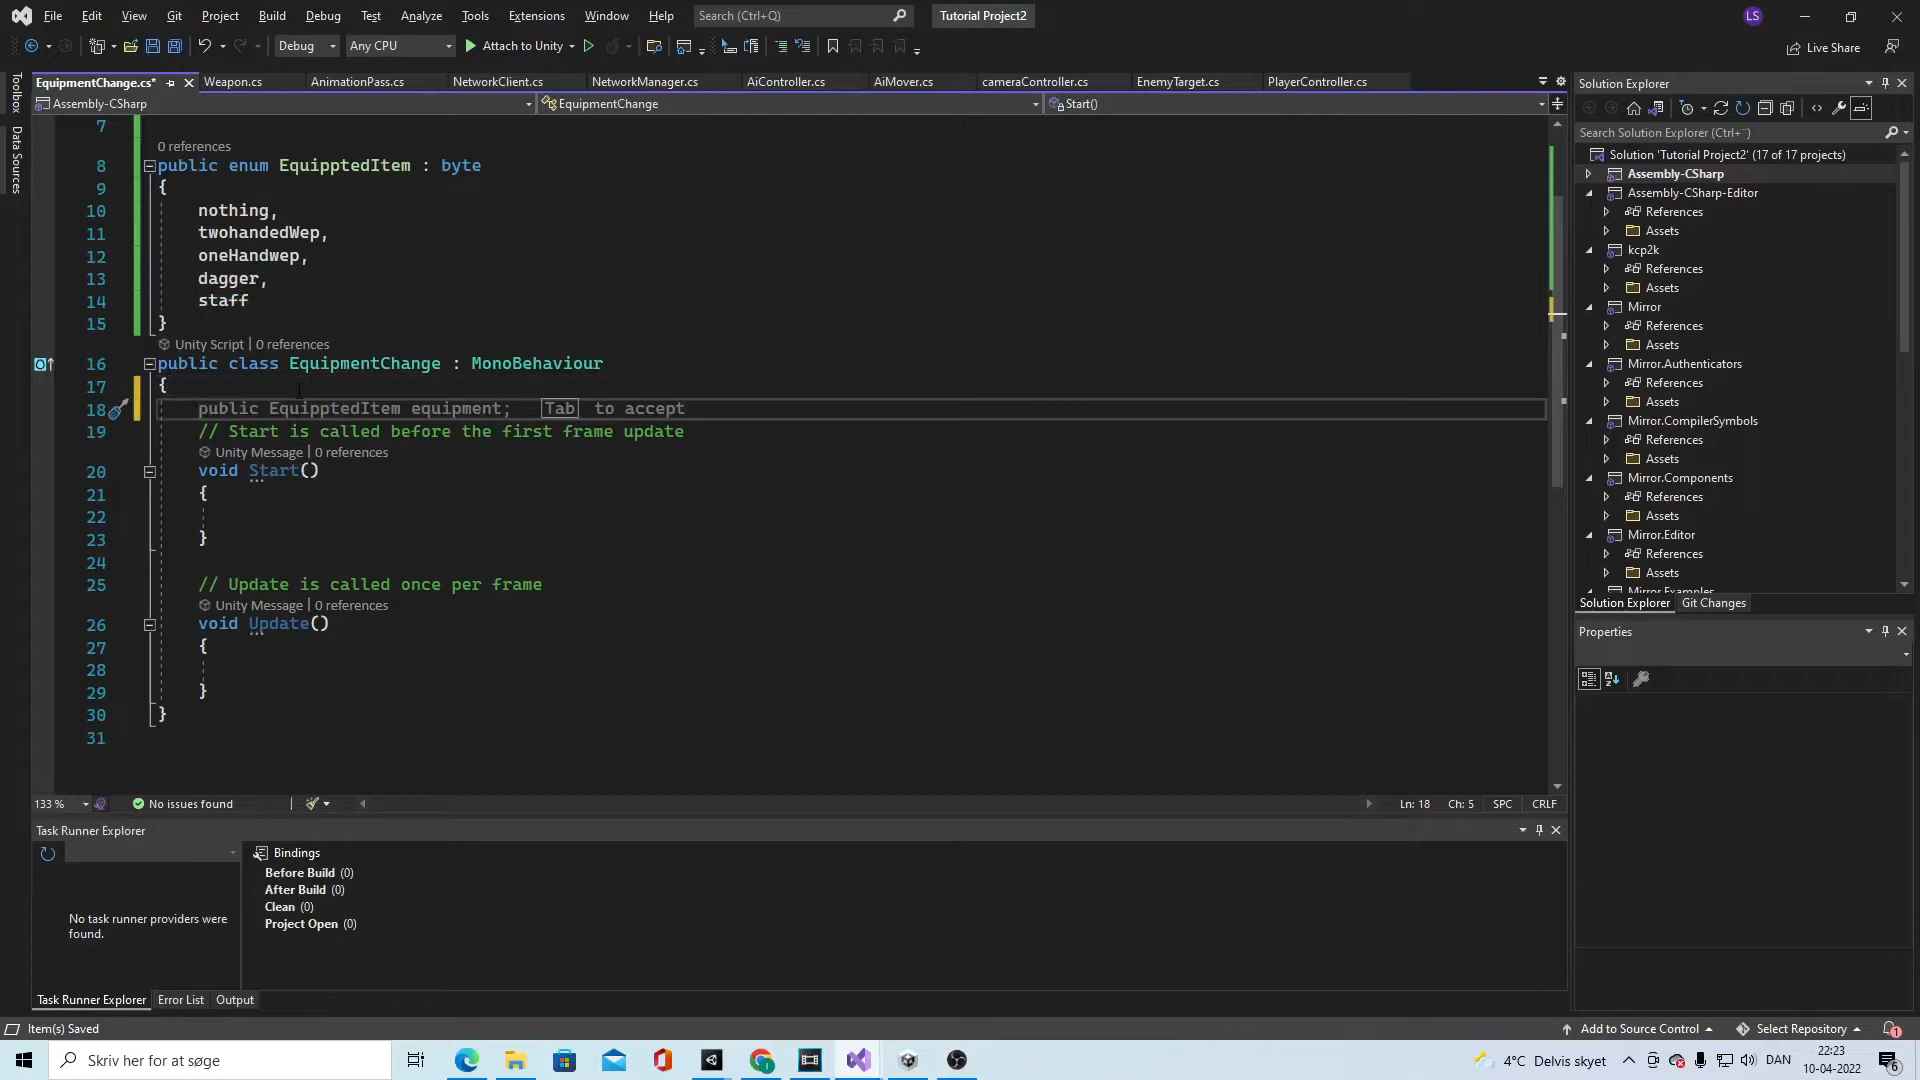 File Edit View Git Project Build Debug Test Analyze Tools Extensions Window Help Search (Ctrl+Q) Tutorial Project2 LS
Debug Any CPU Attach to Unity Live Share
EquipmentChange.cs* Weapon.cs AnimationPass.cs NetworkClient.cs NetworkManager.cs AiController.cs AiMover.cs cameraController.cs EnemyTarget.cs PlayerController.cs
Assembly-CSharp EquipmentChange Start()
Toolbox
Data Sources
7
0 references
8 public enum EquipptedItem : byte
9 {
10 nothing,
11 twohandedWep,
12 oneHandwep,
13 dagger,
14 staff
15 }
Unity Script | 0 references
16 public class EquipmentChange : MonoBehaviour
17 {
18 public EquipptedItem equipment; Tab to accept
19 // Start is called before the first frame update
Unity Message | 0 references
20 void Start()
21 {
22
23 }
24
25 // Update is called once per frame
Unity Message | 0 references
26 void Update()
27 {
28
29 }
30 }
31
133 % No issues found Ln: 18 Ch: 5 SPC CRLF
Task Runner Explorer
Bindings
Before Build (0)
After Build (0)
Clean (0)
Project Open (0)
No task runner providers were
found.
Task Runner Explorer Error List Output
Solution Explorer
Search Solution Explorer (Ctrl+¨)
Solution 'Tutorial Project2' (17 of 17 projects)
Assembly-CSharp
Assembly-CSharp-Editor
References
Assets
kcp2k
References
Assets
Mirror
References
Assets
Mirror.Authenticators
References
Assets
Mirror.CompilerSymbols
References
Assets
Mirror.Components
References
Assets
Mirror.Editor
References
Assets
Mirror.Examples
Solution Explorer Git Changes
Properties
Item(s) Saved Add to Source Control Select Repository 1
Skriv her for at søge 4°C Delvis skyet DAN 22:23
10-04-2022 6